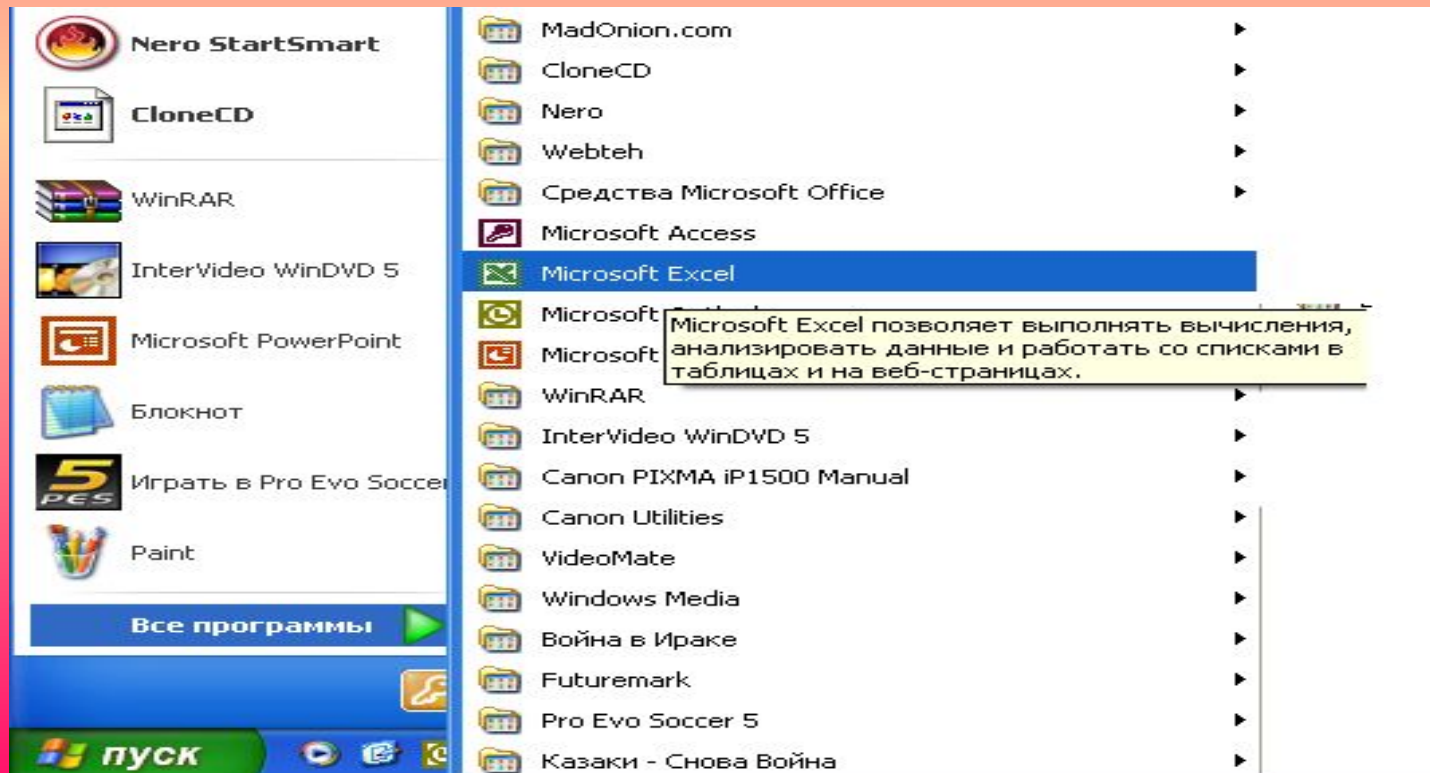 Nero StartSmart
CloneCD
WinRAR
InterVideo WinDVD 5
Microsoft PowerPoint
Блокнот
Играть в Pro Evo Soccer
5
PES
Paint
Все программы
пуск
MadOnion.com
CloneCD
Nero
Webteh
Средства Microsoft Office
Microsoft Access
Microsoft Excel
Microsoft
Microsoft
Microsoft Excel позволяет выполнять вычисления,
анализировать данные и работать со списками в
таблицах и на веб-страницах.
WinRAR
InterVideo WinDVD 5
Canon PIXMA iP1500 Manual
Canon Utilities
VideoMate
Windows Media
Война в Ираке
Futuremark
Pro Evo Soccer 5
Казаки - Снова Война